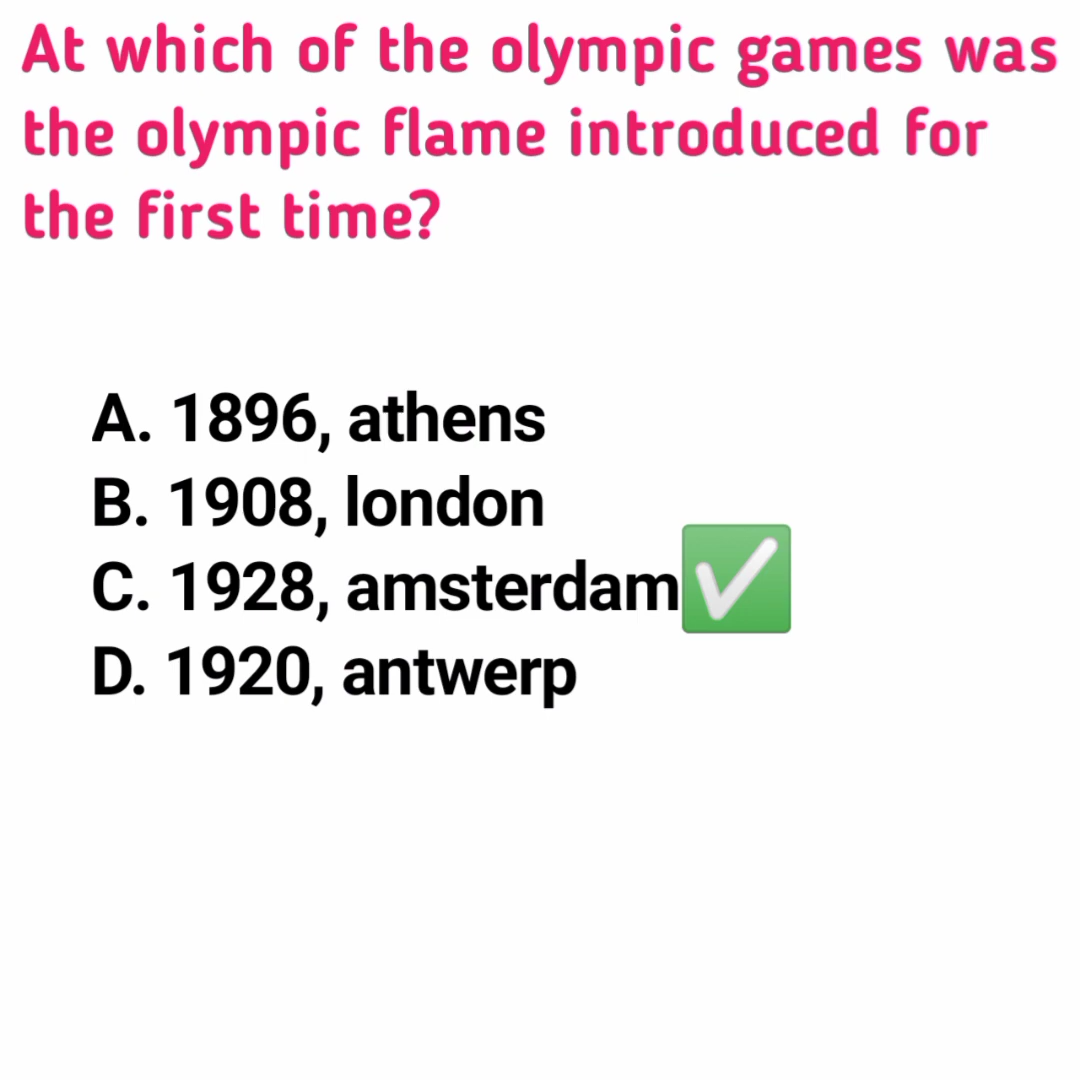 At which of the olympic games was
the olympic flame introduced for
the first time?
A. 1896, athens
B. 1908, london
C. 1928, amsterdam✅
D. 1920, antwerp